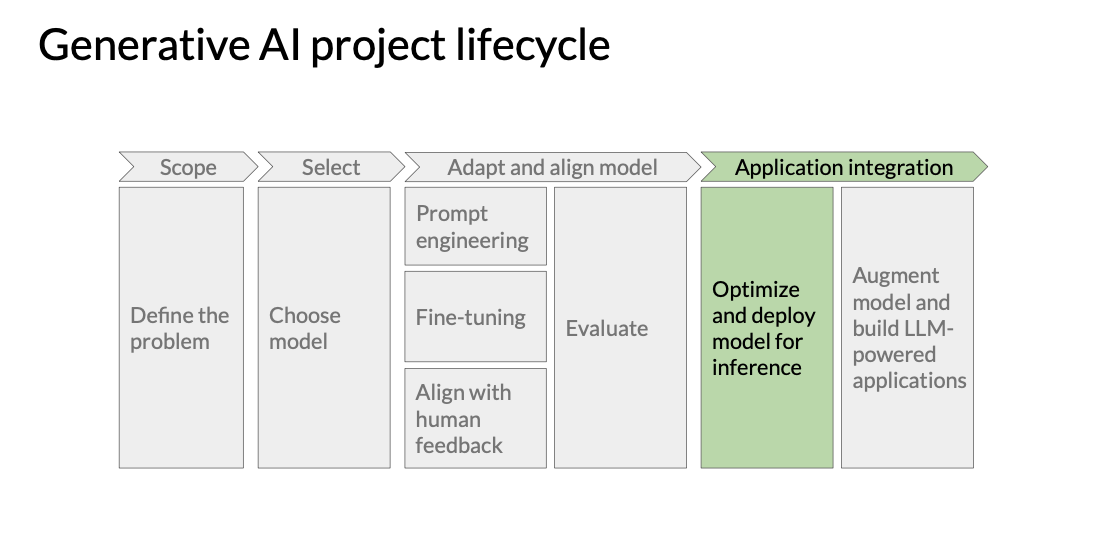 Generative AI project lifecycle
Scope
Select
Adapt and align model
Application integration
Define the
problem
Choose
model
Prompt
engineering
Fine-tuning
Align with
human
feedback
Evaluate
Optimize
and deploy
model for
inference
Augment
model and
build LLM-
powered
applications